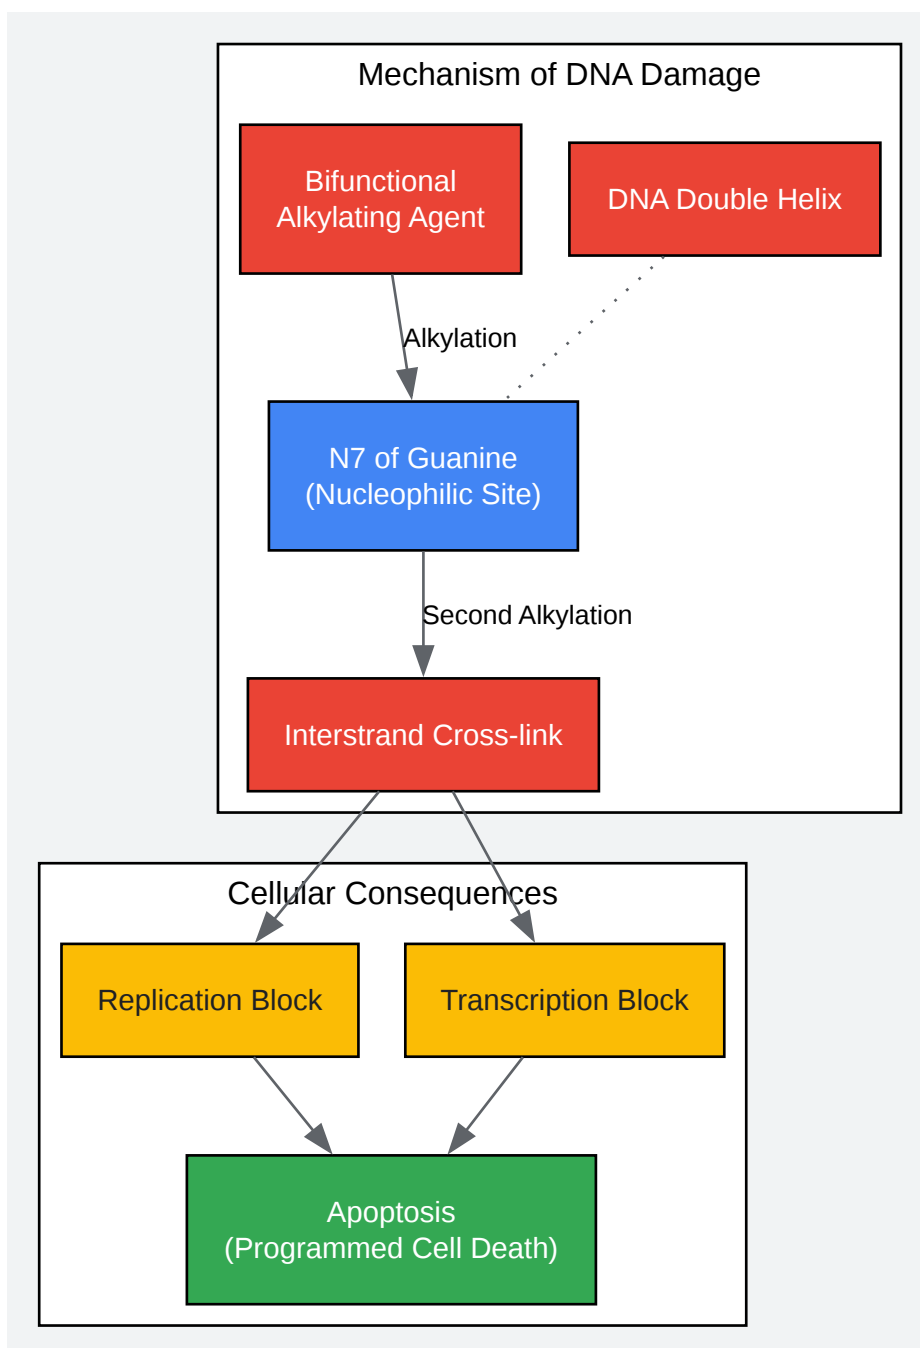 Mechanism of DNA Damage
Bifunctional
Alkylating Agent
DNA Double Helix
Alkylation
N7 of Guanine
(Nucleophilic Site)
Second Alkylation
Interstrand Cross-link
Cellular Consequences
Replication Block
Transcription Block
Apoptosis
(Programmed Cell Death)